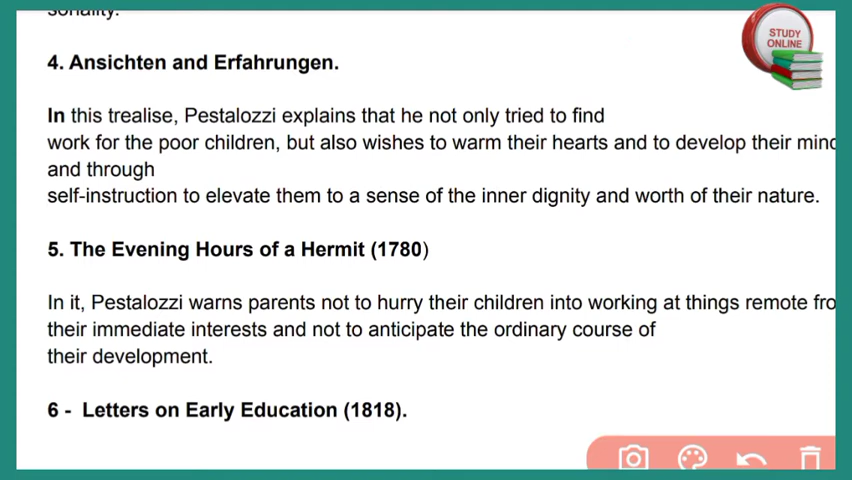 sonality.
STUDY
ONLINE
4. Ansichten and Erfahrungen.
In this trealise, Pestalozzi explains that he not only tried to find
work for the poor children, but also wishes to warm their hearts and to develop their mind
and through
self-instruction to elevate them to a sense of the inner dignity and worth of their nature.
5. The Evening Hours of a Hermit (1780)
In it, Pestalozzi warns parents not to hurry their children into working at things remote fro
their immediate interests and not to anticipate the ordinary course of
their development.
6 - Letters on Early Education (1818).